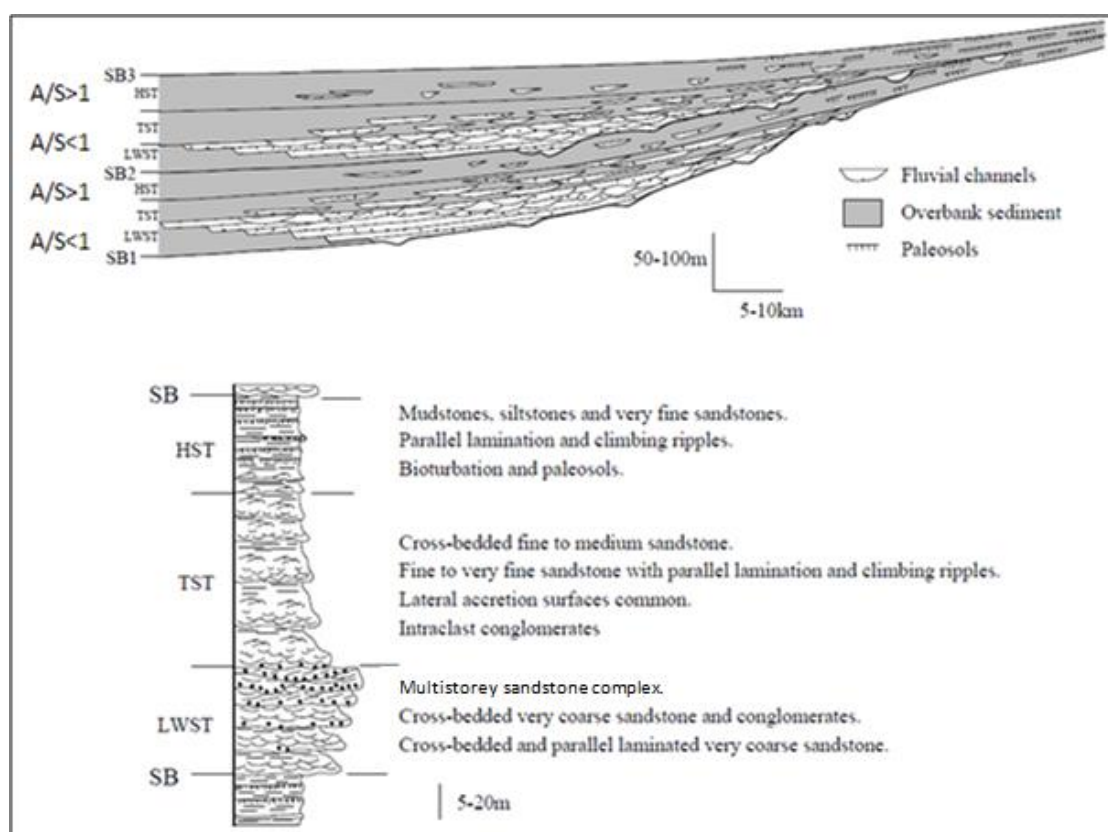 SB3
A/S>1
HST
TST
A/S<1
LWST
SB2
A/S>1
HST
TST
A/S<1
LWST
SB1
Fluvial channels
Overbank sediment
Paleosols
50-100m
5-10km
SB
HST
Mudstones, siltstones and very fine sandstones.
Parallel lamination and climbing ripples.
Bioturbation and paleosols.
TST
Cross-bedded fine to medium sandstone.
Fine to very fine sandstone with parallel lamination and climbing ripples.
Lateral accretion surfaces common.
Intraclast conglomerates
LWST
Multistorey sandstone complex.
Cross-bedded very coarse sandstone and conglomerates.
Cross-bedded and parallel laminated very coarse sandstone.
SB
5-20m